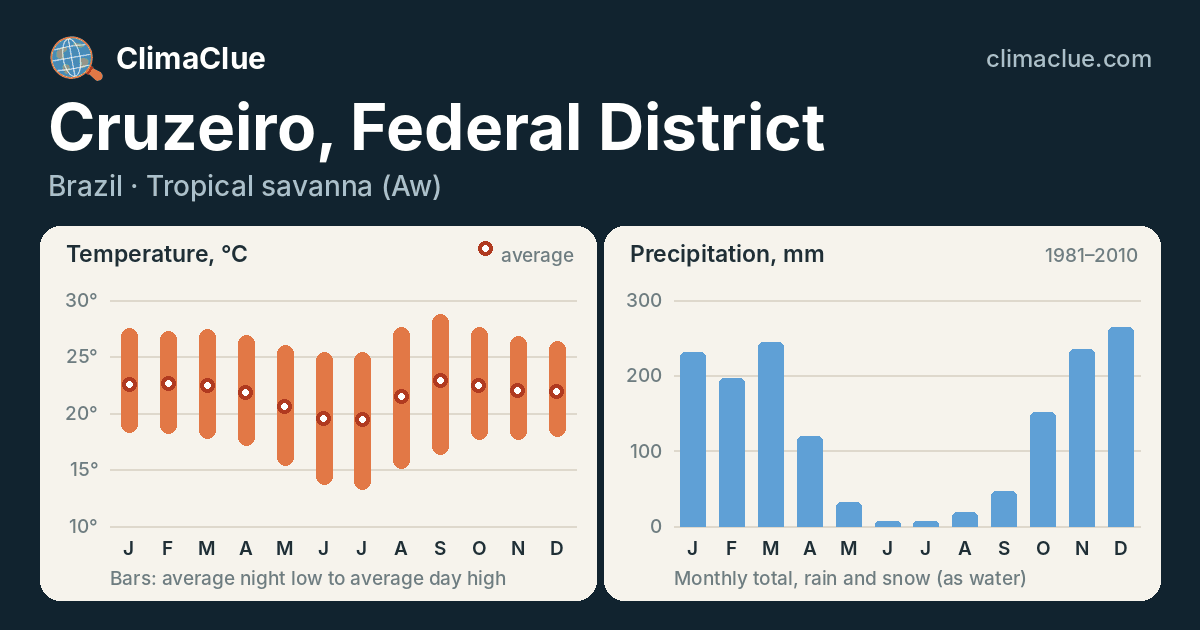 ClimaClue
climaclue.com
Cruzeiro, Federal District
Brazil · Tropical savanna (Aw)
Temperature, °C
average
30°
25°
20°
15°
10°
J F M A M J J A S O N D
Bars: average night low to average day high
Precipitation, mm
1981–2010
300
200
100
0
J F M A M J J A S O N D
Monthly total, rain and snow (as water)